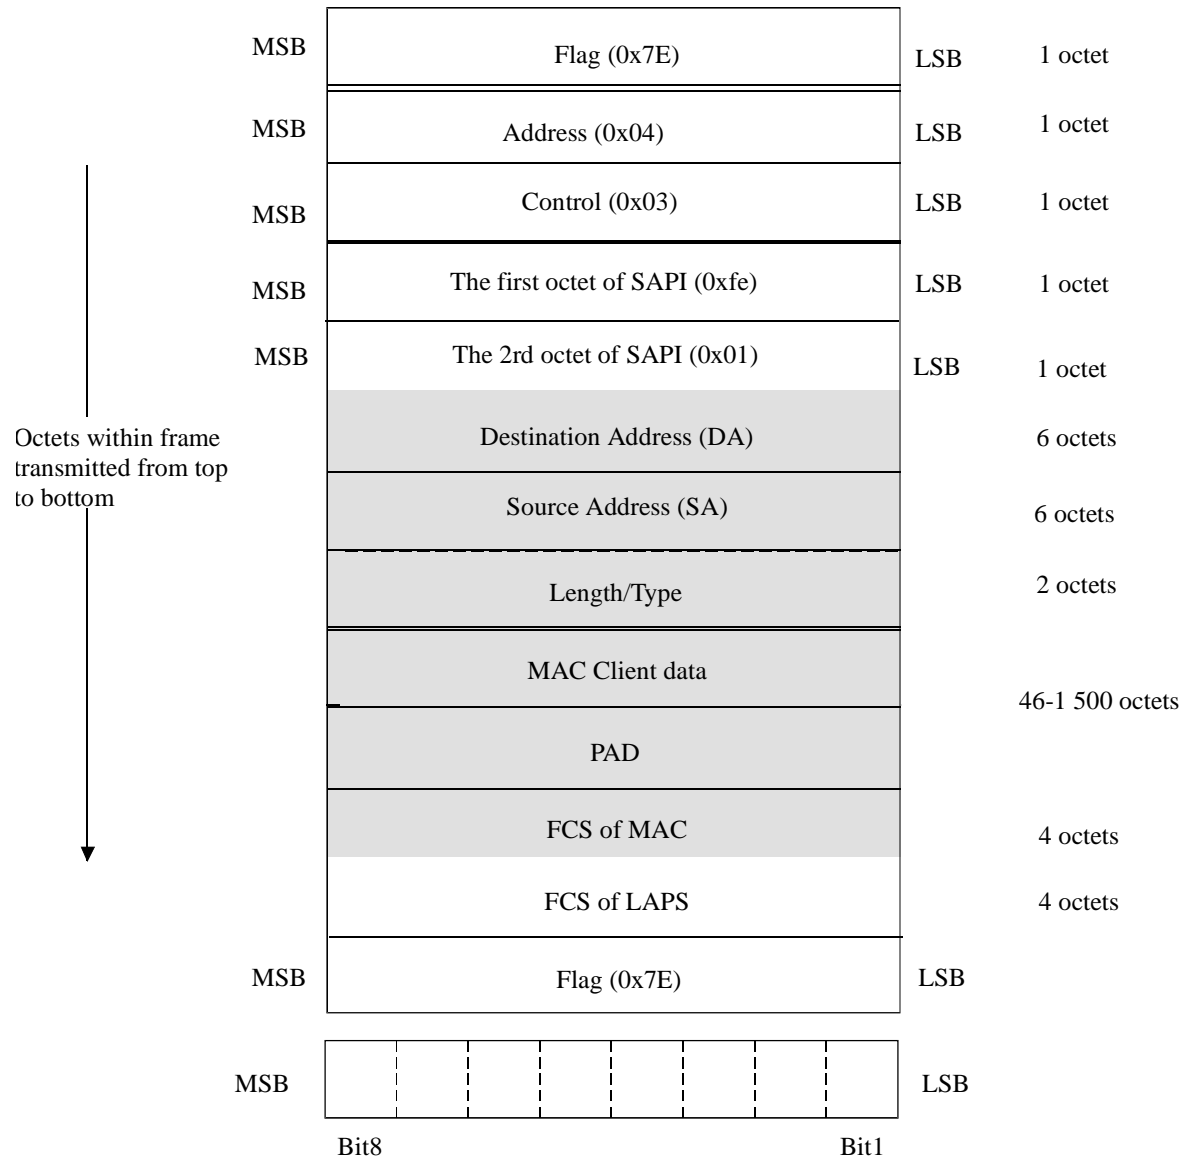 MSB Flag (0x7E) LSB 1 octet
MSB Address (0x04) LSB 1 octet
MSB Control (0x03) LSB 1 octet
MSB The first octet of SAPI (0xfe) LSB 1 octet
MSB The 2rd octet of SAPI (0x01) LSB 1 octet
Octets within frame
transmitted from top
to bottom
Destination Address (DA) 6 octets
Source Address (SA) 6 octets
Length/Type 2 octets
MAC Client data
46-1 500 octets
PAD
FCS of MAC 4 octets
FCS of LAPS 4 octets
MSB Flag (0x7E) LSB
MSB LSB
Bit8 Bit1